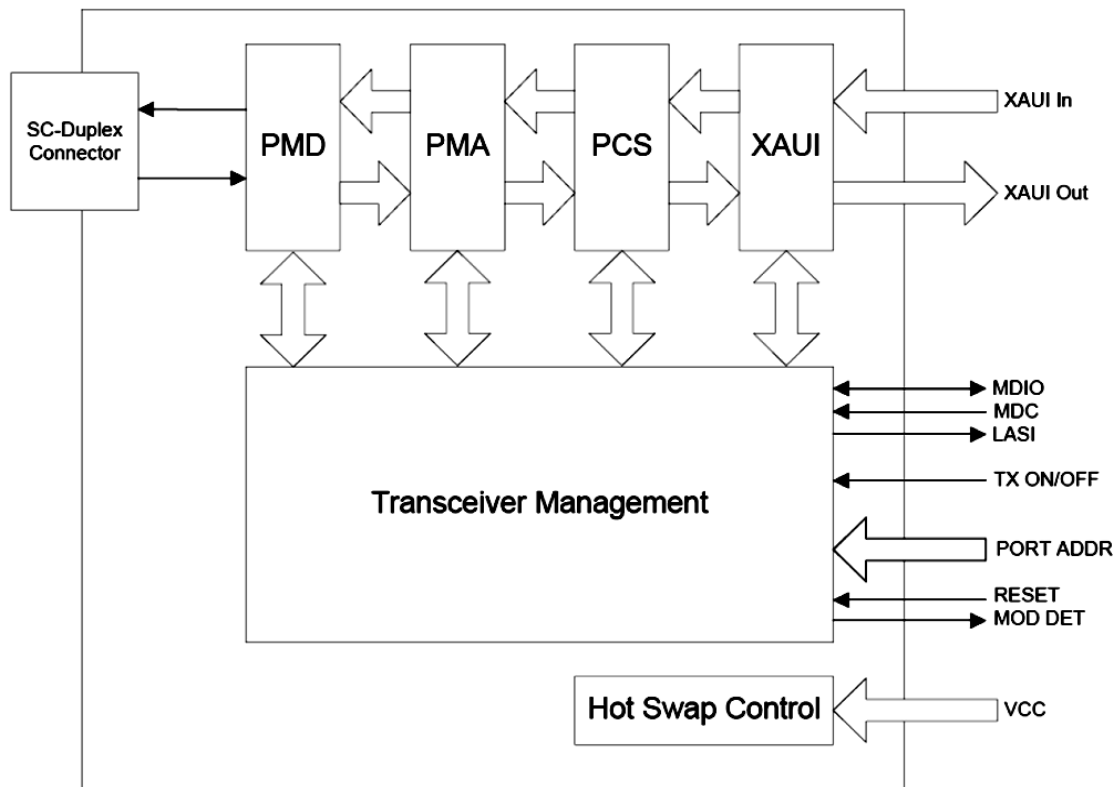 SC-Duplex
Connector
PMD
PMA
PCS
XAUI
XAUI In
XAUI Out
Transceiver Management
MDIO
MDC
LASI
TX ON/OFF
PORT ADDR
RESET
MOD DET
Hot Swap Control
VCC